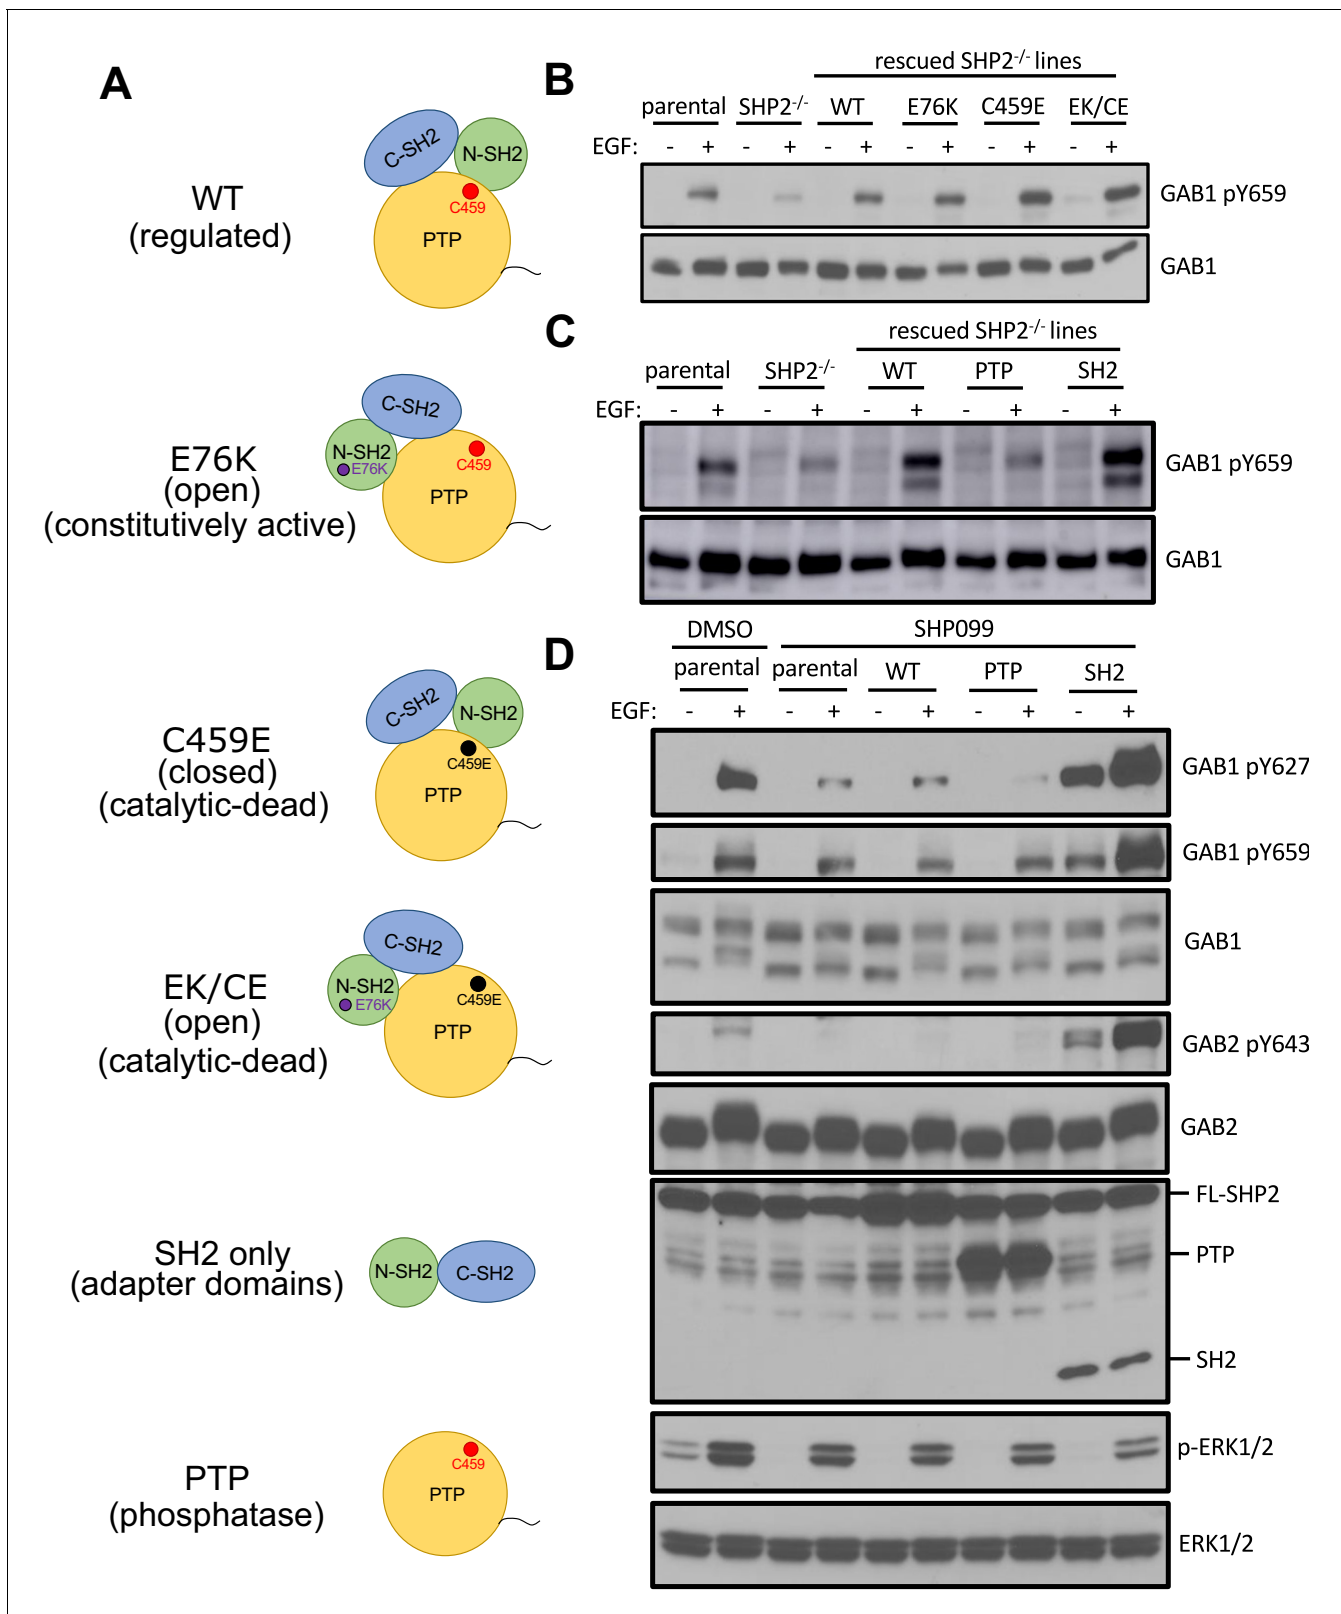 A
WT
(regulated)
C-SH2
N-SH2
C459
PTP
E76K
(open)
(constitutively active)
C-SH2
N-SH2
E76K
C459
PTP
C459E
(closed)
(catalytic-dead)
C-SH2
N-SH2
C459E
PTP
EK/CE
(open)
(catalytic-dead)
C-SH2
N-SH2
E76K
C459E
PTP
SH2 only
(adapter domains)
N-SH2
C-SH2
PTP
(phosphatase)
C459
PTP
B
rescued SHP2-/- lines
parental SHP2-/- WT E76K C459E EK/CE
EGF: - + - + - + - + - + - +
GAB1 pY659
GAB1
C
rescued SHP2-/- lines
parental SHP2-/- WT PTP SH2
EGF: - + - + - + - + - +
GAB1 pY659
GAB1
D
DMSO SHP099
parental parental WT PTP SH2
EGF: - + - + - + - + - +
GAB1 pY627
GAB1 pY659
GAB1
GAB2 pY643
GAB2
FL-SHP2
PTP
SH2
p-ERK1/2
ERK1/2